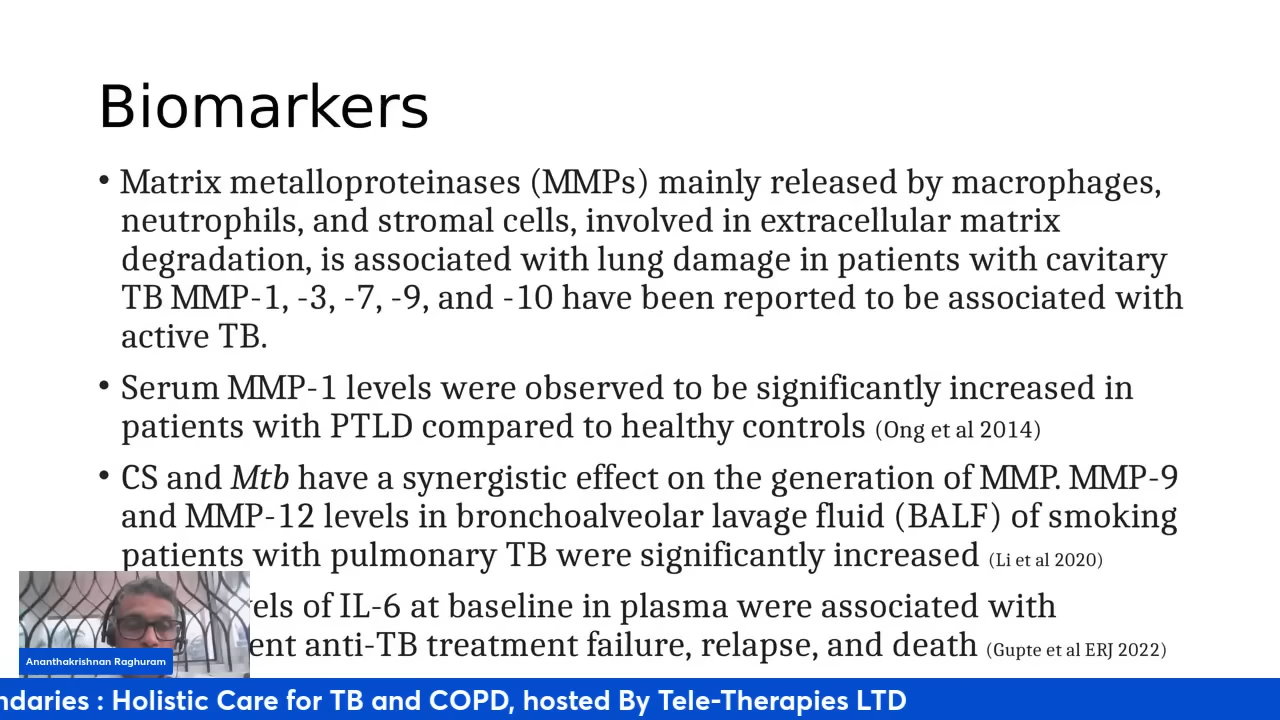 Biomarkers
• Matrix metalloproteinases (MMPs) mainly released by macrophages,
neutrophils, and stromal cells, involved in extracellular matrix
degradation, is associated with lung damage in patients with cavitary
TB MMP-1, -3, -7, -9, and -10 have been reported to be associated with
active TB.
• Serum MMP-1 levels were observed to be significantly increased in
patients with PTLD compared to healthy controls (Ong et al 2014)
• CS and Mtb have a synergistic effect on the generation of MMP. MMP-9
and MMP-12 levels in bronchoalveolar lavage fluid (BALF) of smoking
patients with pulmonary TB were significantly increased (Li et al 2020)
of IL-6 at baseline in plasma were associated with
anti-TB treatment failure, relapse, and death (Gupte et al ERJ 2022)
Ananthakrishnan Raghuram
ndaries : Holistic Care for TB and COPD, hosted By Tele-Therapies LTD